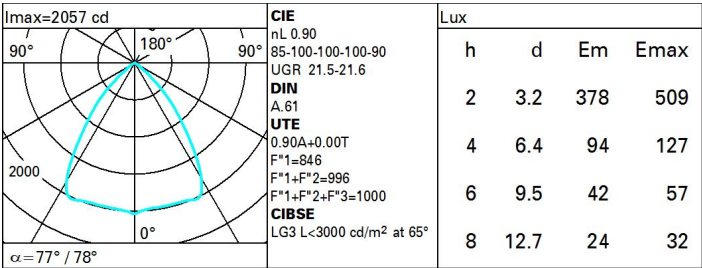 Imax=2057 cd
90° 180° 90°
2000
0°
α=77° / 78°
CIE
nL 0.90
85-100-100-100-90
UGR 21.5-21.6
DIN
A.61
UTE
0.90A+0.00T
F"1=846
F"1+F"2=996
F"1+F"2+F"3=1000
CIBSE
LG3 L<3000 cd/m² at 65°
Lux
h d Em Emax
2 3.2 378 509
4 6.4 94 127
6 9.5 42 57
8 12.7 24 32